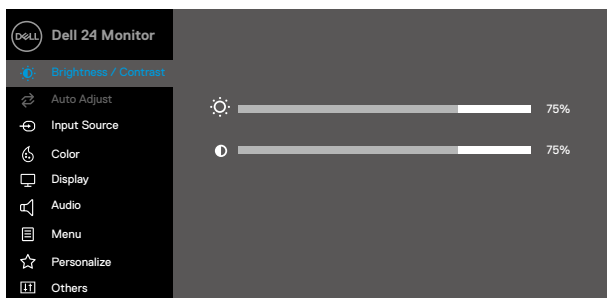 DELL Dell 24 Monitor
Brightness / Contrast
Auto Adjust
75%
Input Source
Color
75%
Display
Audio
Menu
Personalize
Others